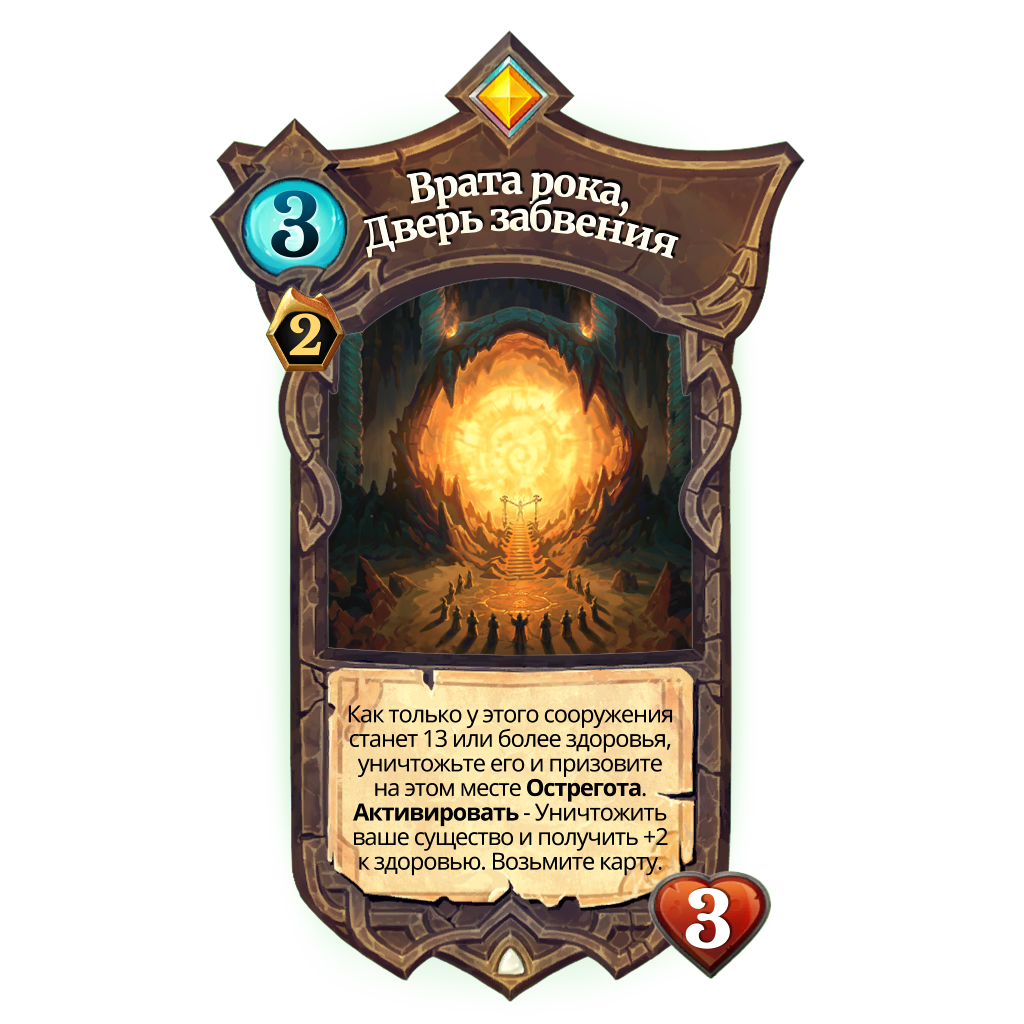 Врата рока,
Дверь забвения
3
2
Как только у этого сооружения
станет 13 или более здоровья,
уничтожьте его и призовите
на этом месте Острегота.
Активировать - Уничтожить
ваше существо и получить +2
к здоровью. Возьмите карту.
3